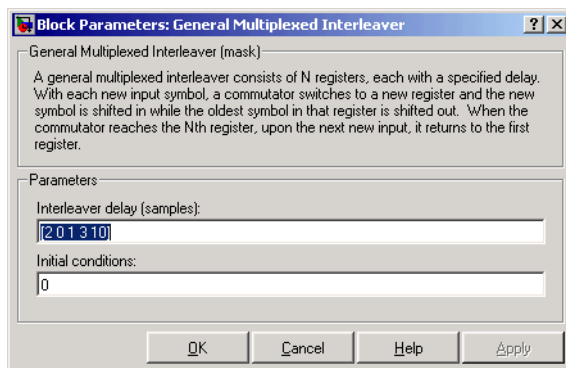 Block Parameters: General Multiplexed Interleaver
General Multiplexed Interleaver (mask)
A general multiplexed interleaver consists of N registers, each with a specified delay.
With each new input symbol, a commutator switches to a new register and the new
symbol is shifted in while the oldest symbol in that register is shifted out. When the
commutator reaches the Nth register, upon the next new input, it returns to the first
register.
Parameters
Interleaver delay (samples):
[2 0 1 3 10]
Initial conditions:
0
OK Cancel Help Apply